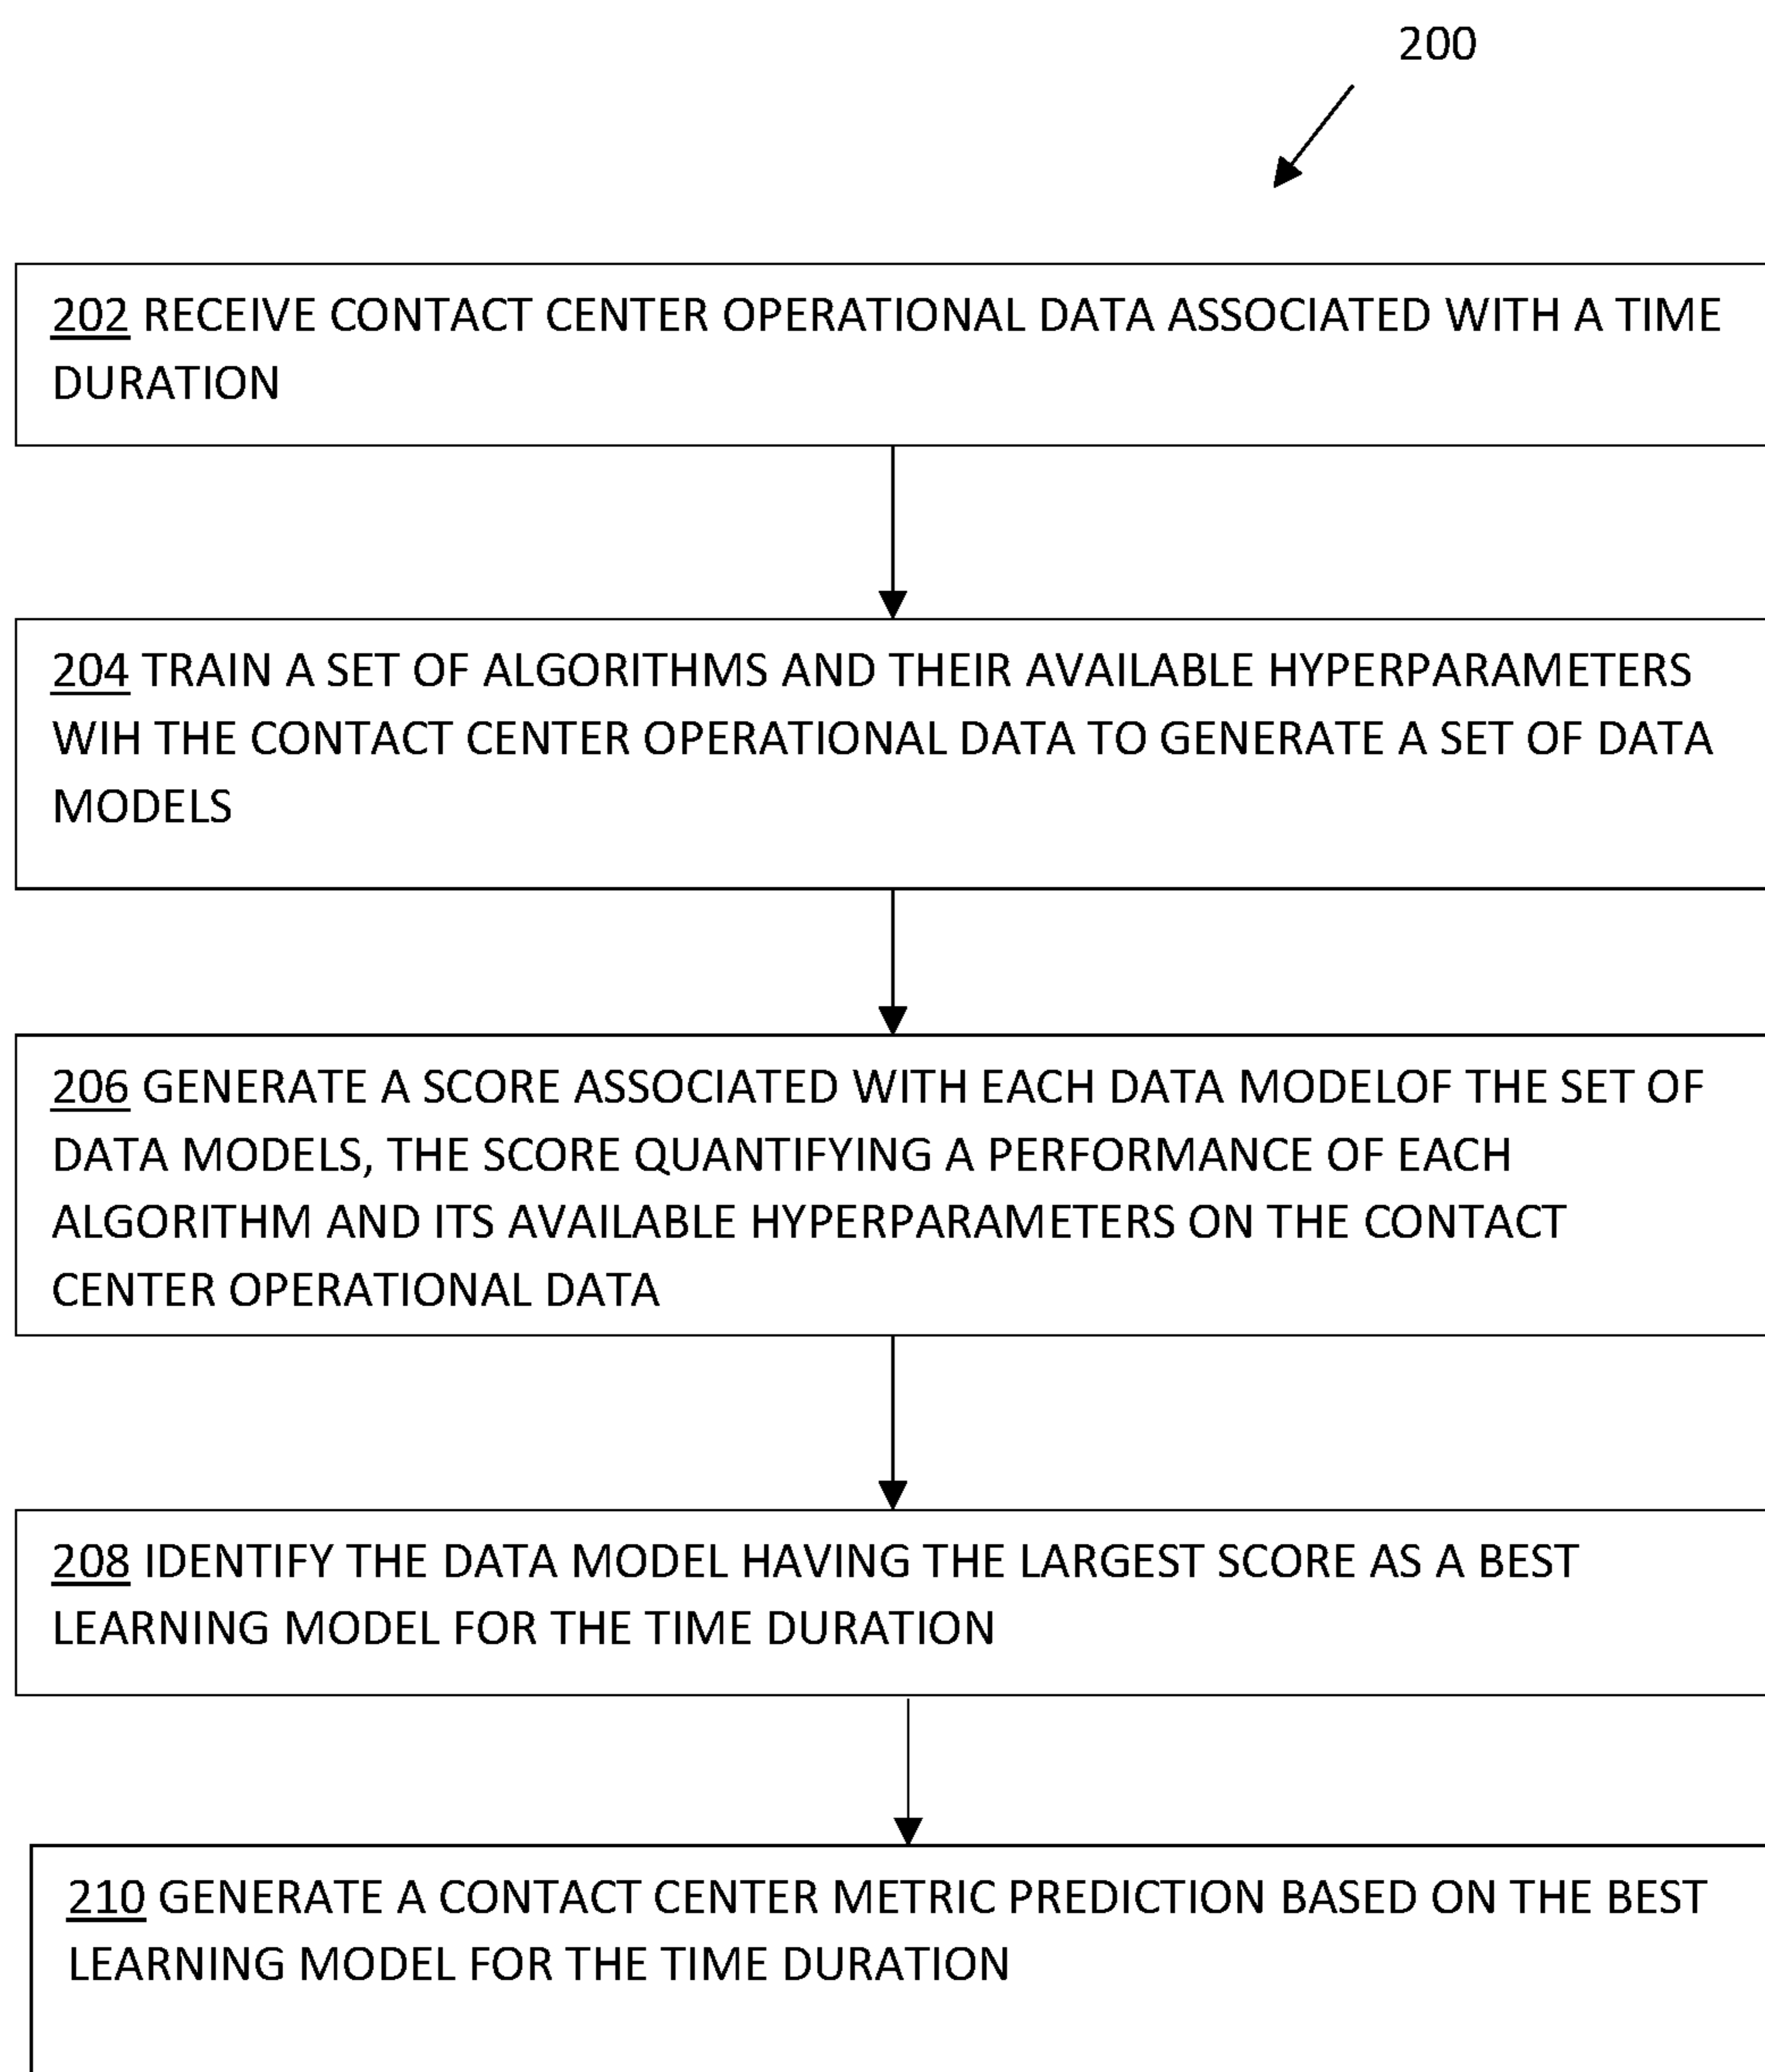 200
202 RECEIVE CONTACT CENTER OPERATIONAL DATA ASSOCIATED WITH A TIME
DURATION
204 TRAIN A SET OF ALGORITHMS AND THEIR AVAILABLE HYPERPARAMETERS
WIH THE CONTACT CENTER OPERATIONAL DATA TO GENERATE A SET OF DATA
MODELS
206 GENERATE A SCORE ASSOCIATED WITH EACH DATA MODELOF THE SET OF
DATA MODELS, THE SCORE QUANTIFYING A PERFORMANCE OF EACH
ALGORITHM AND ITS AVAILABLE HYPERPARAMETERS ON THE CONTACT
CENTER OPERATIONAL DATA
208 IDENTIFY THE DATA MODEL HAVING THE LARGEST SCORE AS A BEST
LEARNING MODEL FOR THE TIME DURATION
210 GENERATE A CONTACT CENTER METRIC PREDICTION BASED ON THE BEST
LEARNING MODEL FOR THE TIME DURATION